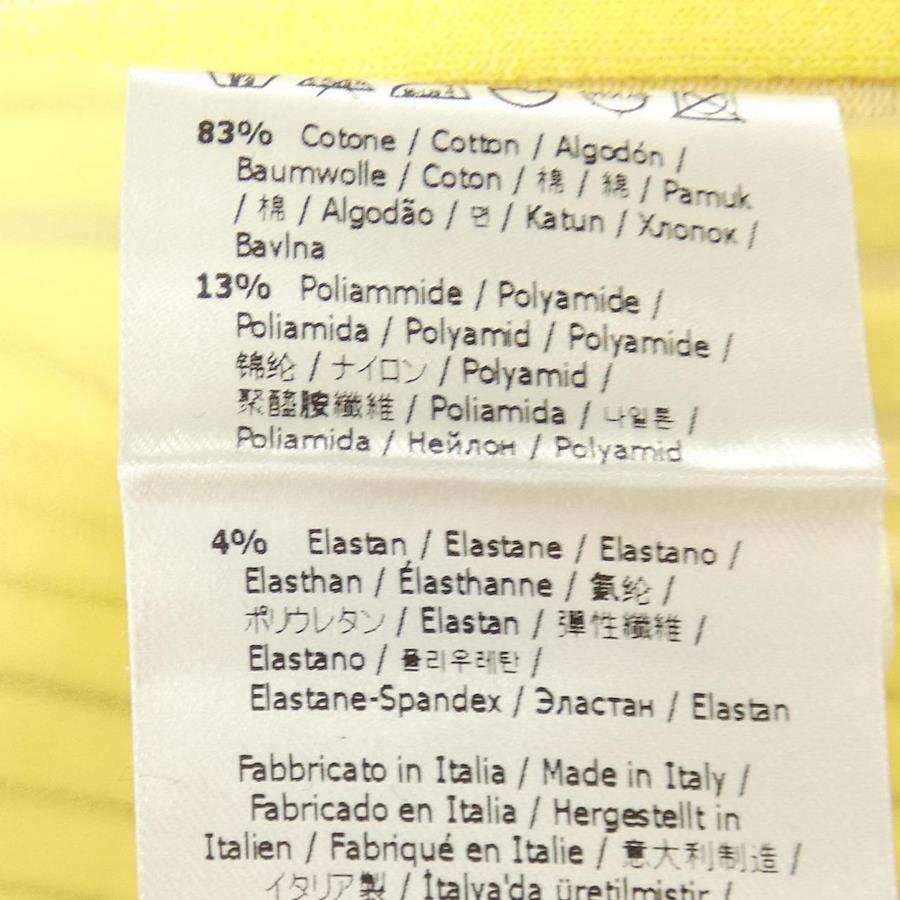 83% Cotone / Cotton / Algodón /
Baumwolle / Coton / 棉 / 綿 / Pamuk
/ 棉 / Algodão / 면 / Katun / Хлопок /
Bavlna
13% Poliammide / Polyamide /
Poliamida / Polyamid / Polyamide /
锦纶 / ナイロン / Polyamid /
聚醯胺纖維 / Poliamida / 나일론 /
Poliamida / Нейлон / Polyamid
4% Elastan / Elastane / Elastano /
Elasthan / Élasthanne / 氨纶 /
ポリウレタン / Elastan / 彈性纖維 /
Elastano / 폴리우레탄 /
Elastane-Spandex / Эластан / Elastan
Fabbricato in Italia / Made in Italy /
Fabricado en Italia / Hergestellt in
Italien / Fabriqué en Italie / 意大利制造 /
イタリア製 / İtalya'da üretilmistir /